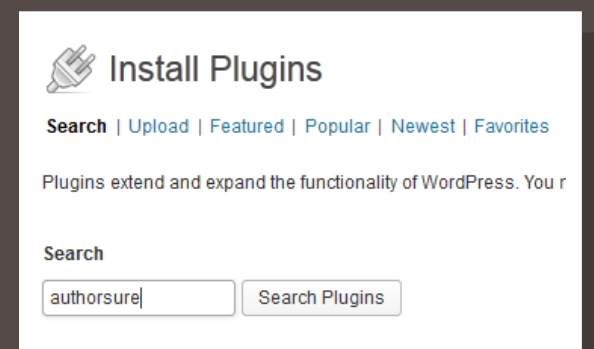 Install Plugins
Search | Upload | Featured | Popular | Newest | Favorites
Plugins extend and expand the functionality of WordPress. You
Search
authorsure Search Plugins